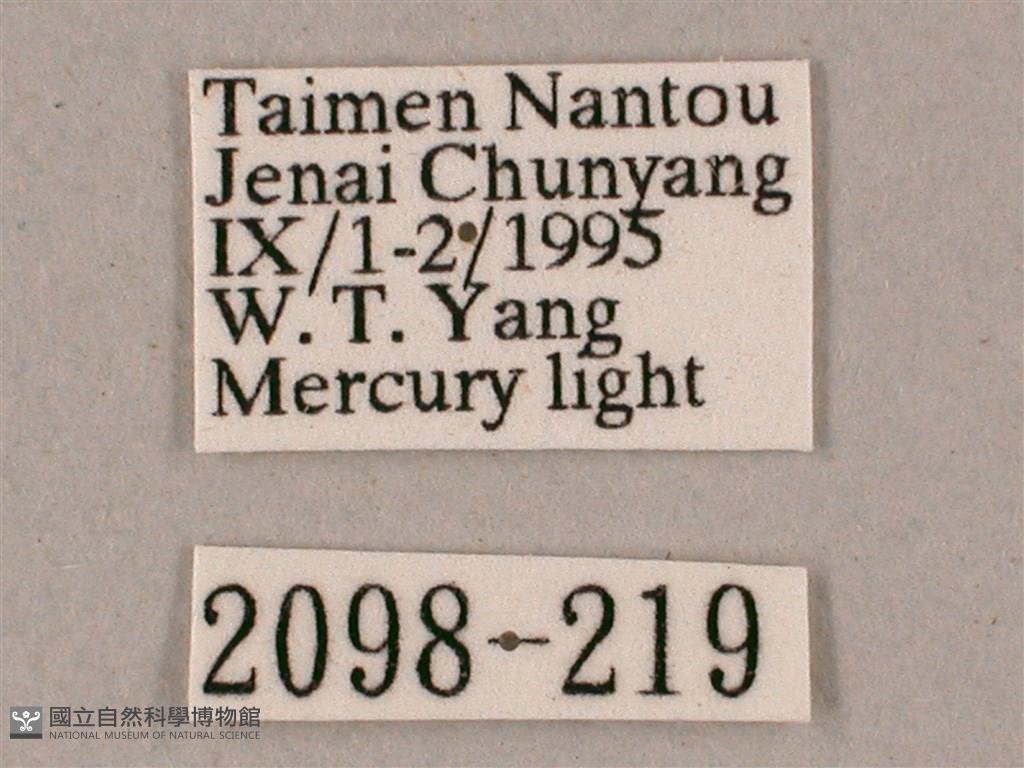 Taimen Nantou
Jenai Chunyang
IX/1-2/1995
W. T. Yang
Mercury light
2098-219
國立自然科學博物館
NATIONAL MUSEUM OF NATURAL SCIENCE